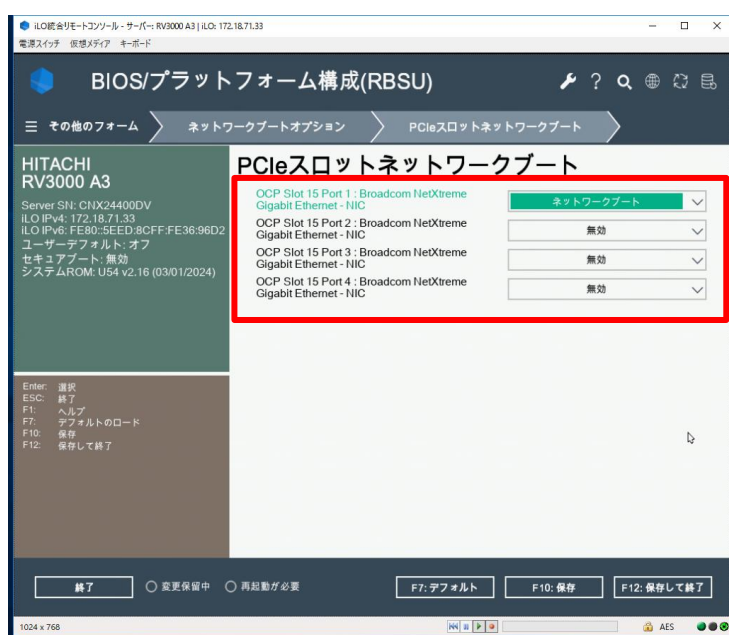 iLO統合リモートコンソール - サーバー: RV3000 A3 | iLO: 172.18.71.33
電源スイッチ 仮想メディア キーボード
BIOS/プラットフォーム構成(RBSU)
その他のフォーム
ネットワークブートオプション
PCIeスロットネットワークブート
HITACHI
RV3000 A3
Server SN: CNX24400DV
iLO IPv4: 172.18.71.33
iLO IPv6: FE80::5EED:8CFF:FE36:96D2
ユーザーデフォルト: オフ
セキュアブート: 無効
システムROM: U54 v2.16 (03/01/2024)
Enter: 選択
ESC: 終了
F1: ヘルプ
F7: デフォルトのロード
F10: 保存
F12: 保存して終了
PCIeスロットネットワークブート
OCP Slot 15 Port 1 : Broadcom NetXtreme
Gigabit Ethernet - NIC
ネットワークブート
OCP Slot 15 Port 2 : Broadcom NetXtreme
Gigabit Ethernet - NIC
無効
OCP Slot 15 Port 3 : Broadcom NetXtreme
Gigabit Ethernet - NIC
無効
OCP Slot 15 Port 4 : Broadcom NetXtreme
Gigabit Ethernet - NIC
無効
終了
変更保留中
再起動が必要
F7: デフォルト
F10: 保存
F12: 保存して終了
1024 x 768
AES